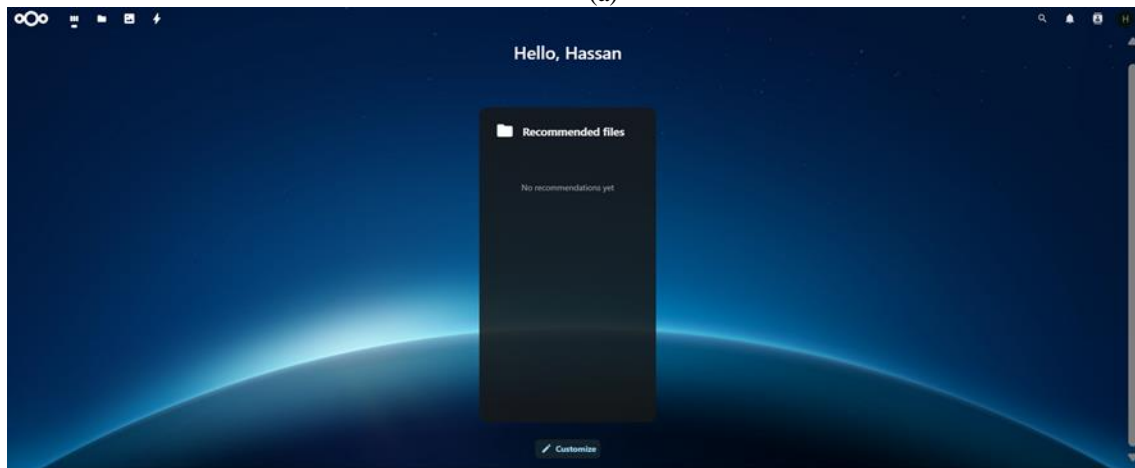 (a)
H
Hello, Hassan
Recommended files
No recommendations yet
Customize